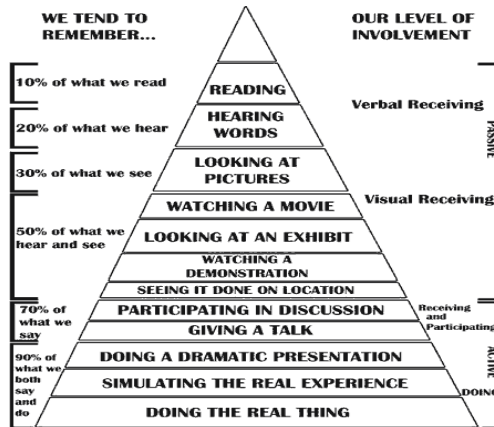 WE TEND TO
REMEMBER...
OUR LEVEL OF
INVOLVEMENT
10% of what we read
READING
Verbal Receiving
20% of what we hear
HEARING
WORDS
PASSIVE
30% of what we see
LOOKING AT
PICTURES
50% of what we
hear and see
WATCHING A MOVIE
Visual Receiving
LOOKING AT AN EXHIBIT
WATCHING A
DEMONSTRATION
SEEING IT DONE ON LOCATION
70% of
what we
say
PARTICIPATING IN DISCUSSION
GIVING A TALK
Receiving
and
Participating
90% of
what we
both
say
and
do
DOING A DRAMATIC PRESENTATION
SIMULATING THE REAL EXPERIENCE
DOING THE REAL THING
DOING